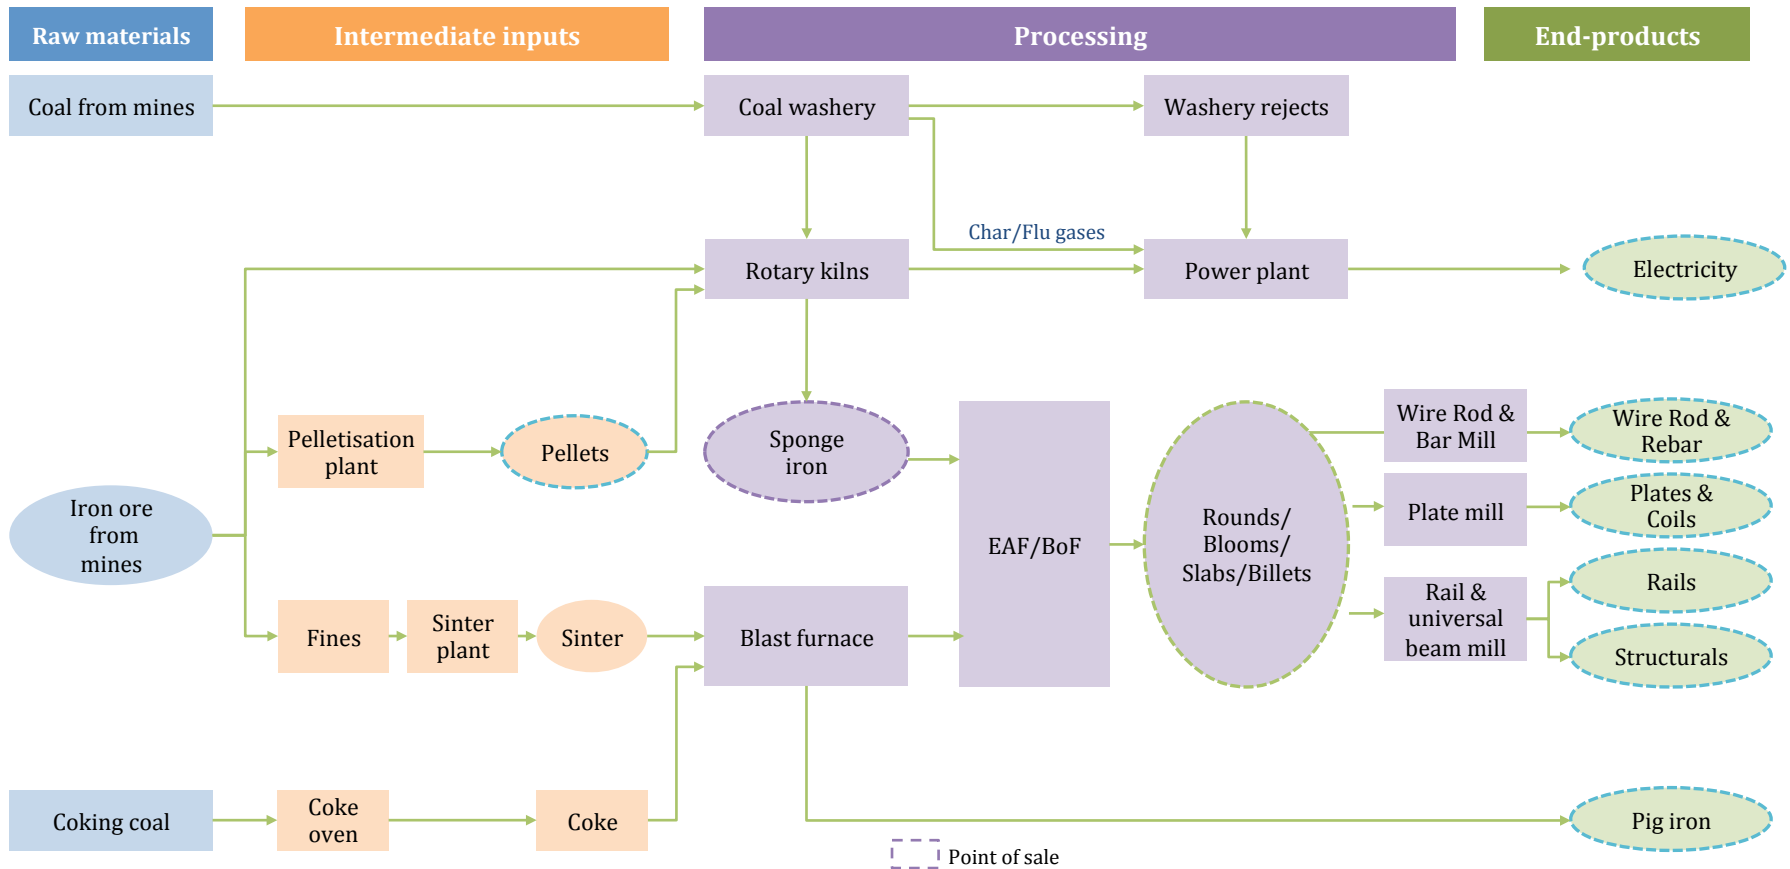 Raw materials
Intermediate inputs
Processing
End-products
Coal from mines
Coal washery
Washery rejects
Char/Flu gases
Rotary kilns
Power plant
Electricity
Pelletisation
plant
Pellets
Sponge
iron
Wire Rod &
Bar Mill
Wire Rod &
Rebar
Iron ore
from
mines
EAF/BoF
Rounds/
Blooms/
Slabs/Billets
Plate mill
Plates &
Coils
Fines
Sinter
plant
Sinter
Blast furnace
Rail &
universal
beam mill
Rails
Structurals
Coking coal
Coke
oven
Coke
Pig iron
Point of sale